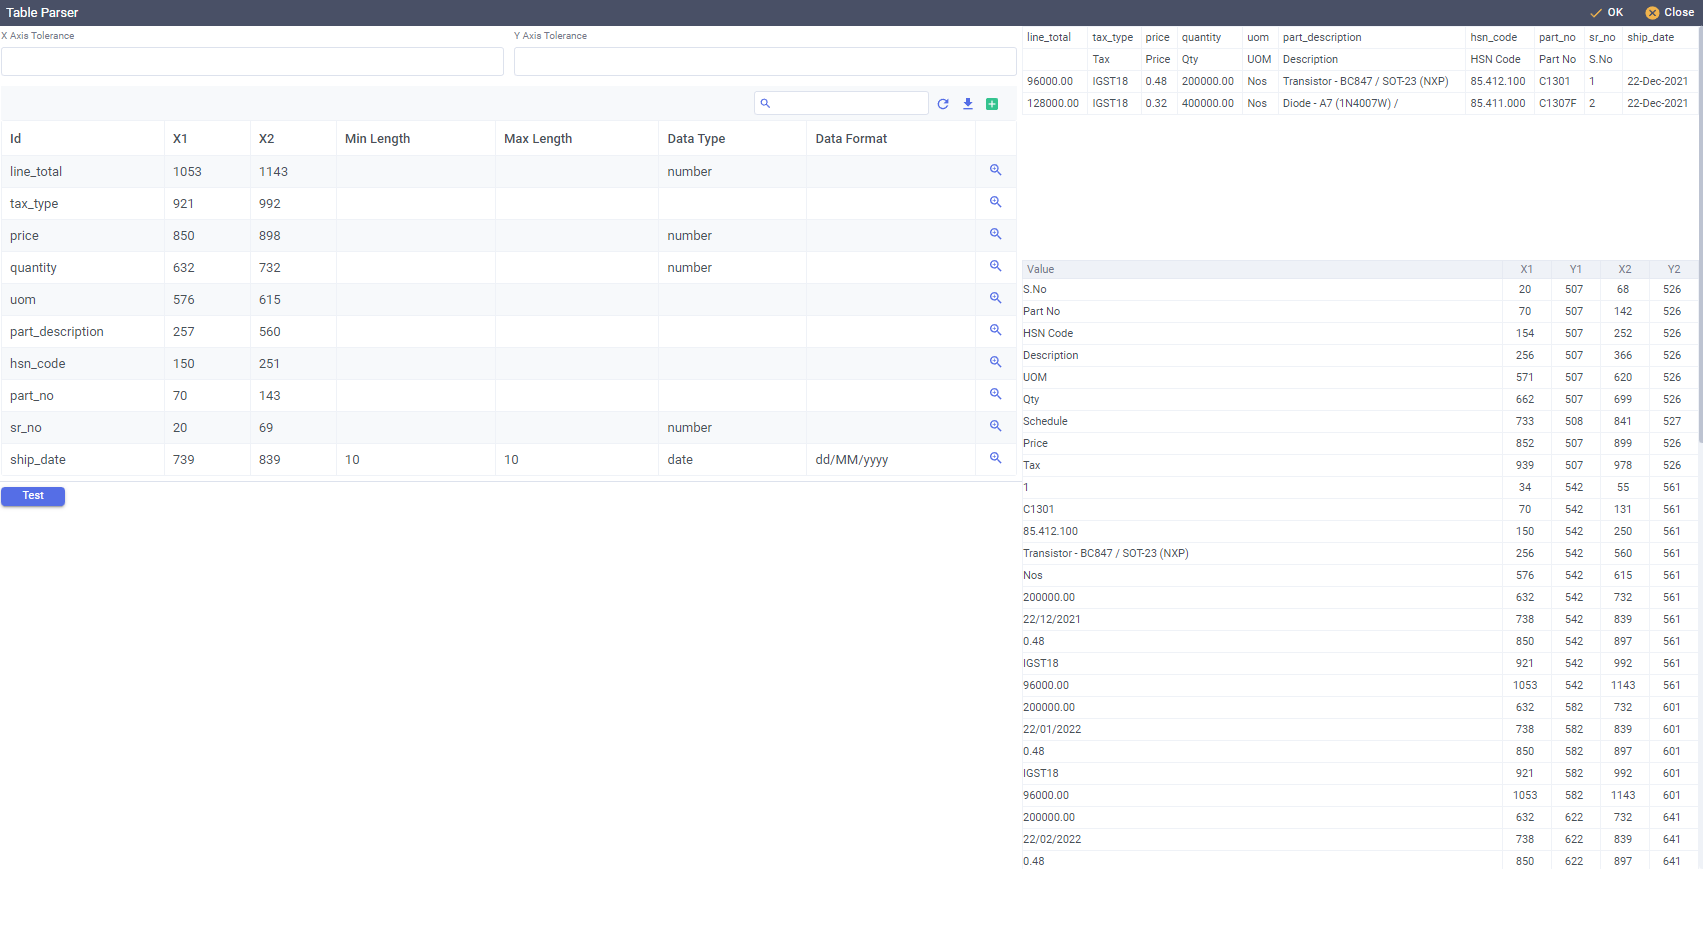 Table Parser
OK Close
X Axis Tolerance Y Axis Tolerance
Id X1 X2 Min Length Max Length Data Type Data Format
line_total 1053 1143 number
tax_type 921 992
price 850 898 number
quantity 632 732 number
uom 576 615
part_description 257 560
hsn_code 150 251
part_no 70 143
sr_no 20 69 number
ship_date 739 839 10 10 date dd/MM/yyyy
Test
line_total tax_type price quantity uom part_description hsn_code part_no sr_no ship_date
Tax Price Qty UOM Description HSN Code Part No S.No
96000.00 IGST18 0.48 200000.00 Nos Transistor - BC847 / SOT-23 (NXP) 85.412.100 C1301 1 22-Dec-2021
128000.00 IGST18 0.32 400000.00 Nos Diode - A7 (1N4007W) / 85.411.000 C1307F 2 22-Dec-2021
Value X1 Y1 X2 Y2
S.No 20 507 68 526
Part No 70 507 142 526
HSN Code 154 507 252 526
Description 256 507 366 526
UOM 571 507 620 526
Qty 662 507 699 526
Schedule 733 508 841 527
Price 852 507 899 526
Tax 939 507 978 526
1 34 542 55 561
C1301 70 542 131 561
85.412.100 150 542 250 561
Transistor - BC847 / SOT-23 (NXP) 256 542 560 561
Nos 576 542 615 561
200000.00 632 542 732 561
22/12/2021 738 542 839 561
0.48 850 542 897 561
IGST18 921 542 992 561
96000.00 1053 542 1143 561
200000.00 632 582 732 601
22/01/2022 738 582 839 601
0.48 850 582 897 601
IGST18 921 582 992 601
96000.00 1053 582 1143 601
200000.00 632 622 732 641
22/02/2022 738 622 839 641
0.48 850 622 897 641